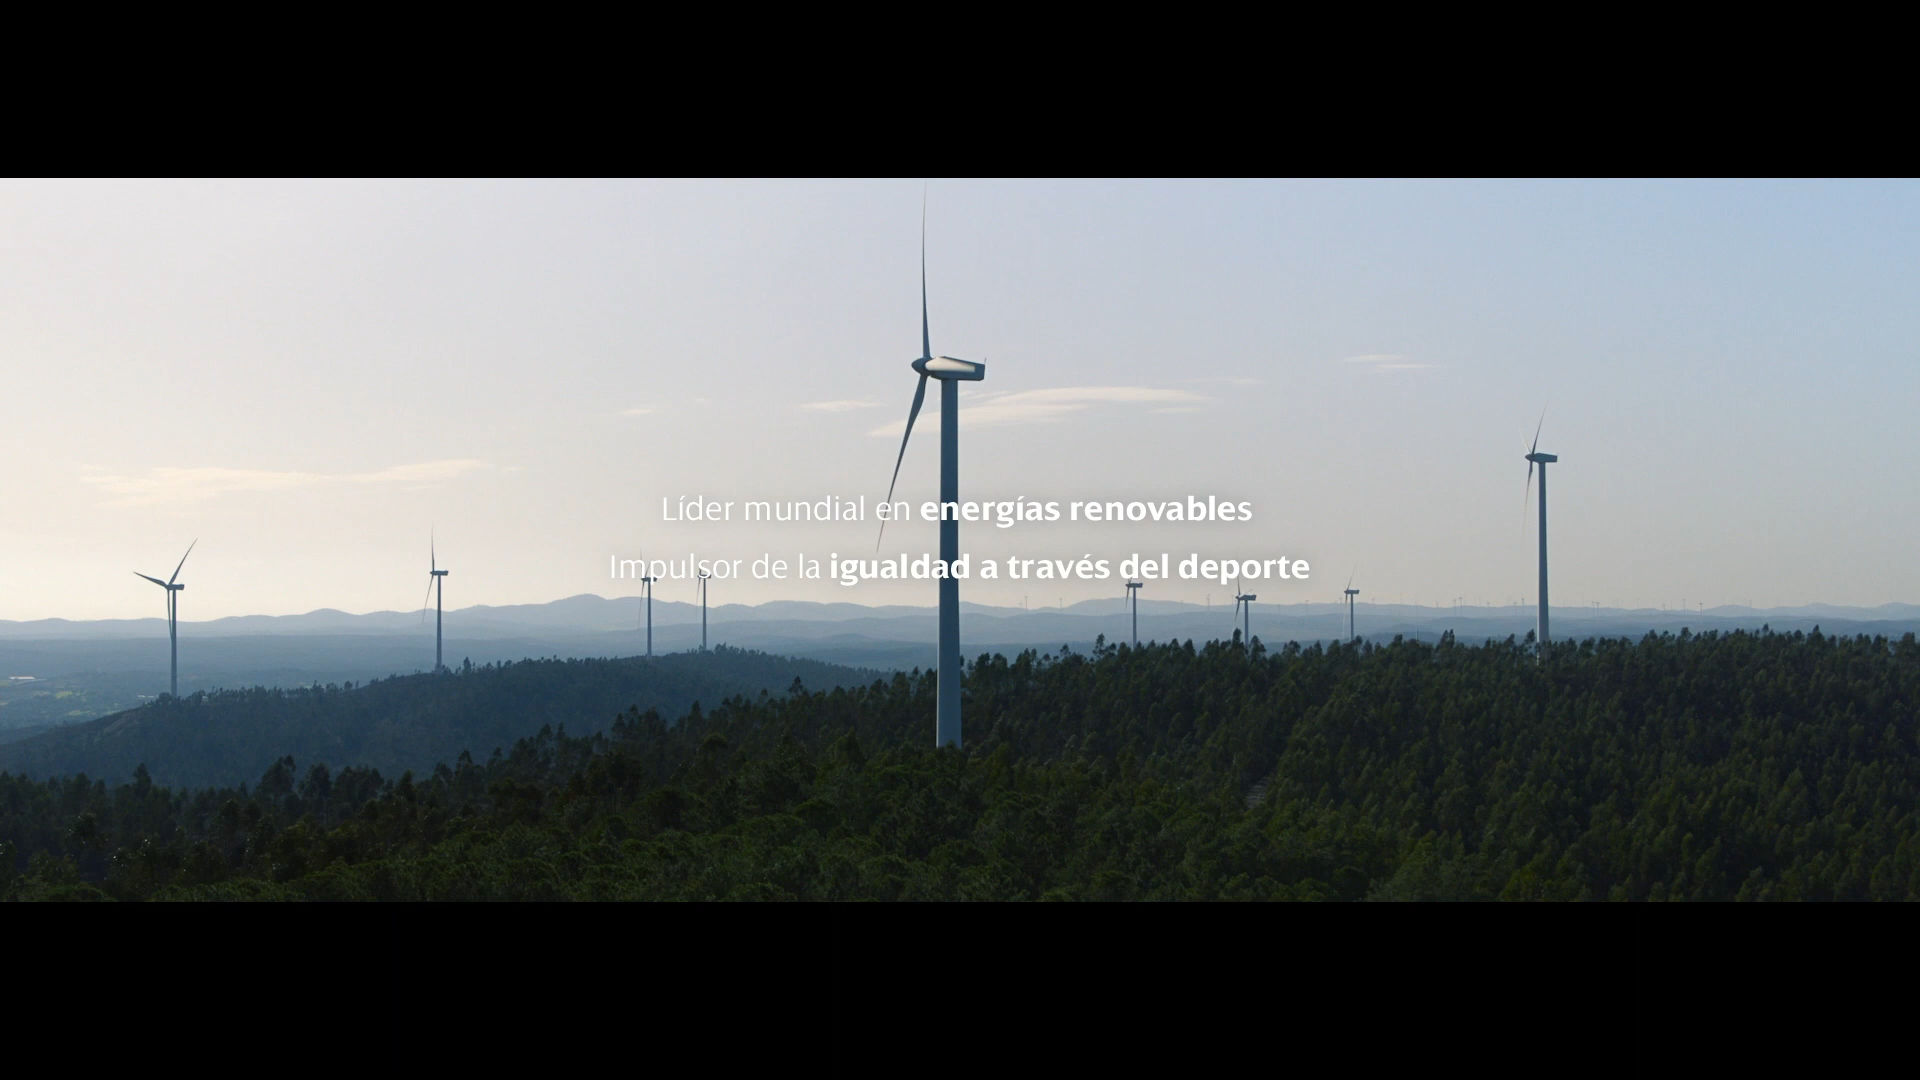 Líder mundial en energías renovables
Impulsor de la igualdad a través del deporte